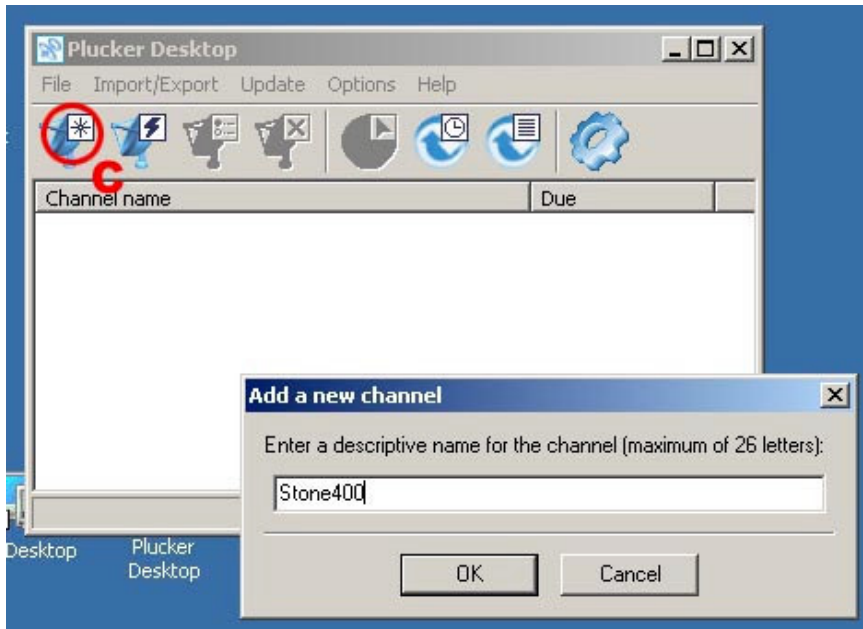 Plucker Desktop
File Import/Export Update Options Help
C
Channel name Due
Add a new channel
Enter a descriptive name for the channel (maximum of 26 letters):
Stone400
OK Cancel
Desktop
Plucker
Desktop